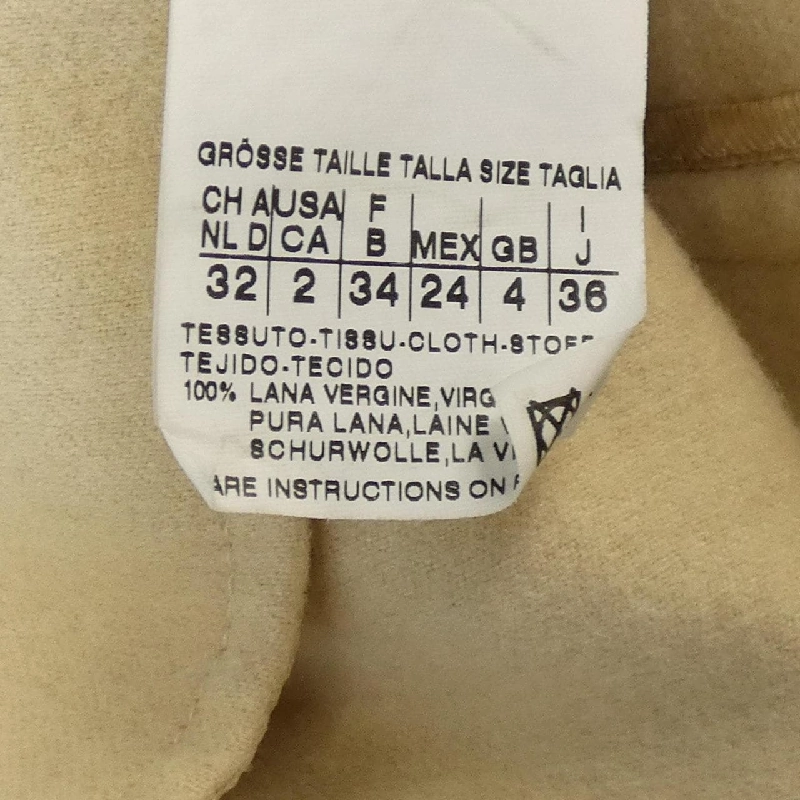 GRÖSSE TAILLE TALLA SIZE TAGLIA
CH A USA F I
NL D CA B MEX GB J
32 2 34 24 4 36
TESSUTO-TISSU-CLOTH-STOFF
TEJIDO-TECIDO
100% LANA VERGINE,VIRG
PURA LANA,LAINE V
SCHURWOLLE,LA VI
ARE INSTRUCTIONS ON